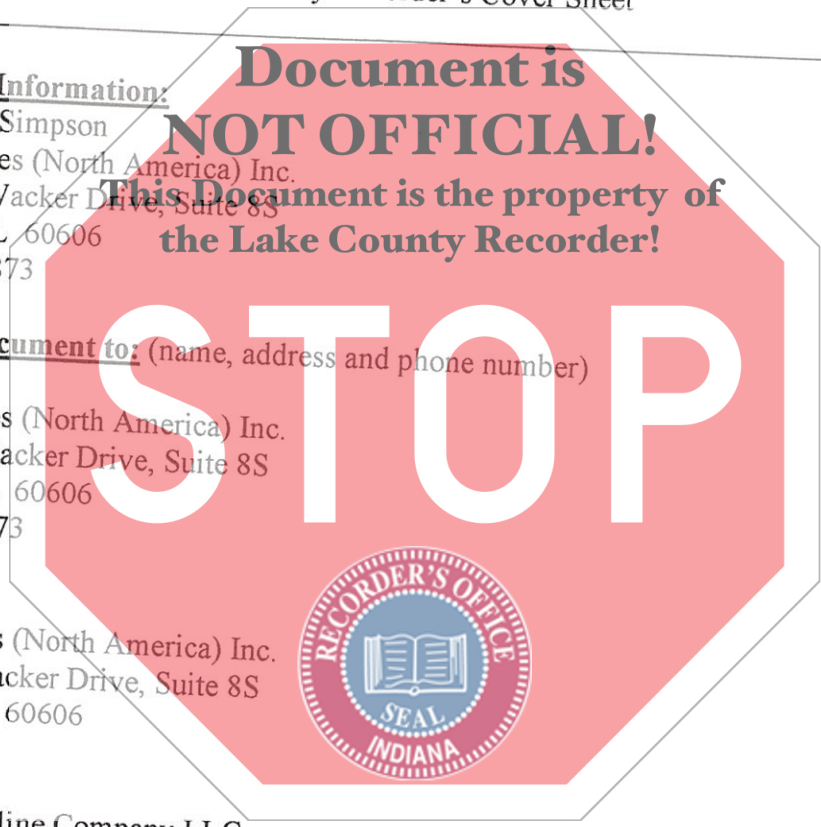 Cover Sheet
Information:
Simpson
es (North America) Inc.
acker Drive, Suite 8S
60606
73
cument to: (name, address and phone number)
s (North America) Inc.
acker Drive, Suite 8S
60606
73
s (North America) Inc.
cker Drive, Suite 8S
60606
line Company LLC
Document is
NOT OFFICIAL!
This Document is the property of
the Lake County Recorder!
STOP
RECORDER'S OFFICE
SEAL
INDIANA